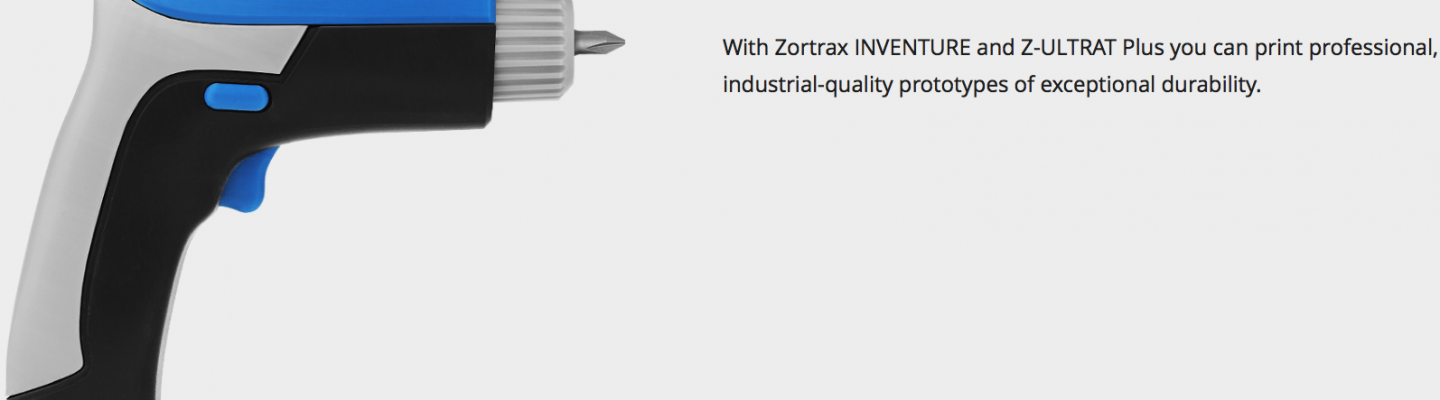 With Zortrax INVENTURE and Z-ULTRAT Plus you can print professional,
industrial-quality prototypes of exceptional durability.